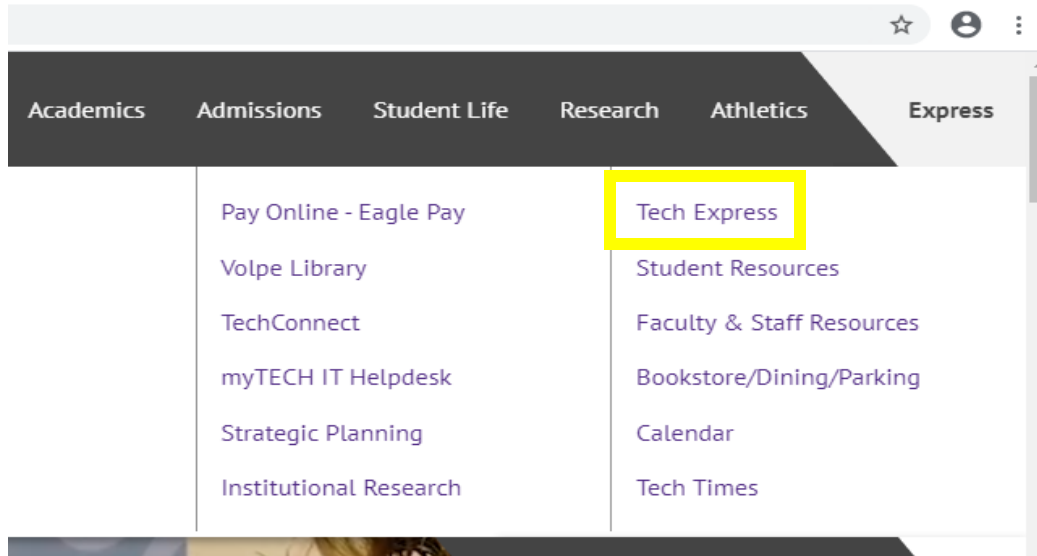 Academics Admissions Student Life Research Athletics Express
Pay Online - Eagle Pay
Volpe Library
TechConnect
myTECH IT Helpdesk
Strategic Planning
Institutional Research
Tech Express
Student Resources
Faculty & Staff Resources
Bookstore/Dining/Parking
Calendar
Tech Times